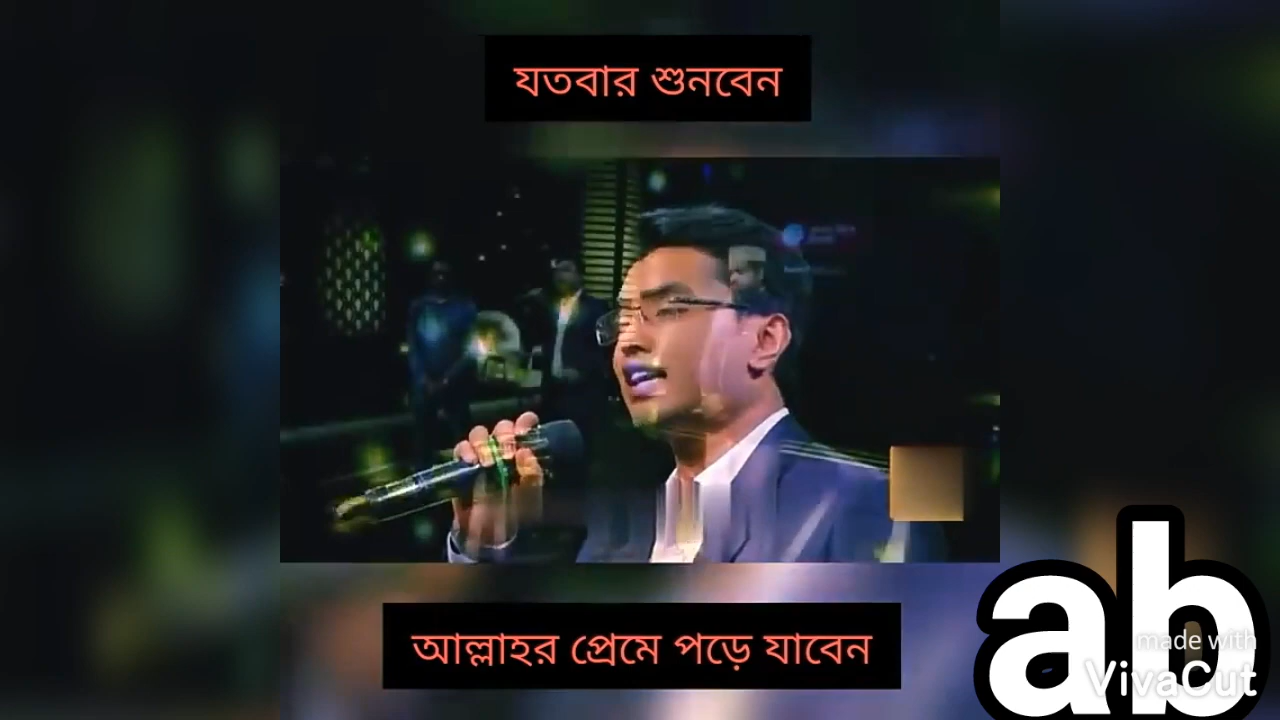 যতবার শুনবেন
আল্লাহর প্রেমে পড়ে যাবেন
ab
made with
VivaCut